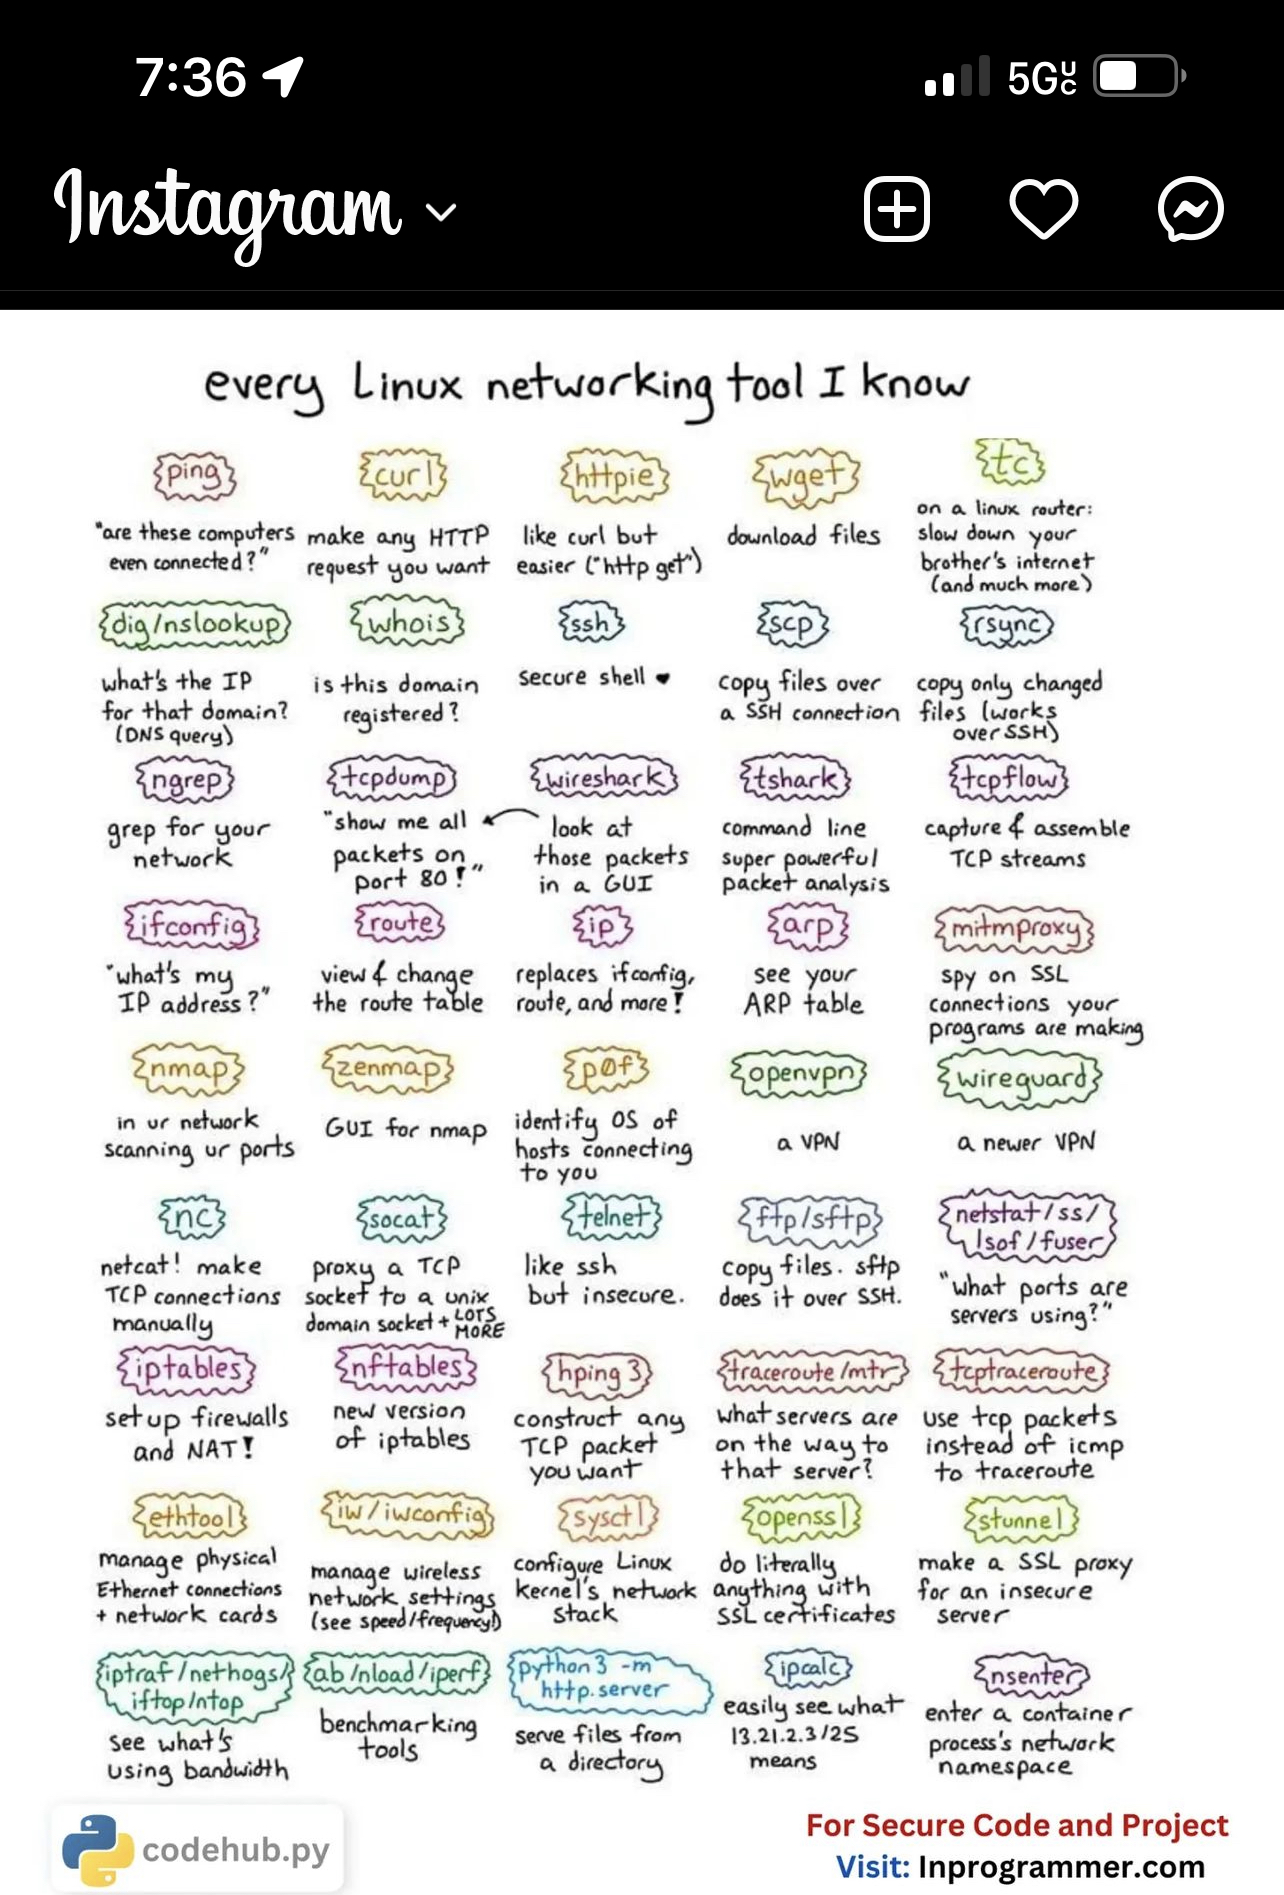 7:36
5GUC
Instagram
every Linux networking tool I know
ping
"are these computers
even connected?"
curl
make any HTTP
request you want
httpie
like curl but
easier ("http get")
wget
download files
tc
on a linux router:
slow down your
brother's internet
(and much more)
dig/nslookup
what's the IP
for that domain?
(DNS query)
whois
is this domain
registered?
ssh
secure shell ♥
scp
copy files over
a SSH connection
rsync
copy only changed
files (works
over SSH)
ngrep
grep for your
network
tcpdump
"show me all
packets on
port 80!"
wireshark
look at
those packets
in a GUI
tshark
command line
super powerful
packet analysis
tcpflow
capture & assemble
TCP streams
ifconfig
"what's my
IP address?"
route
view & change
the route table
ip
replaces ifconfig,
route, and more!
arp
see your
ARP table
mitmproxy
spy on SSL
connections your
programs are making
nmap
in ur network
scanning ur ports
zenmap
GUI for nmap
p0f
identify OS of
hosts connecting
to you
openvpn
a VPN
wireguard
a newer VPN
nc
netcat! make
TCP connections
manually
socat
proxy a TCP
socket to a unix
domain socket + LOTS
MORE
telnet
like ssh
but insecure.
ftp/sftp
copy files. sftp
does it over SSH.
netstat/ss/
lsof/fuser
"what ports are
servers using?"
iptables
set up firewalls
and NAT!
nftables
new version
of iptables
hping3
construct any
TCP packet
you want
traceroute/mtr
what servers are
on the way to
that server?
tcptraceroute
use tcp packets
instead of icmp
to traceroute
ethtool
manage physical
Ethernet connections
+ network cards
iw/iwconfig
manage wireless
network settings
(see speed/frequency!)
sysctl
configure Linux
kernel's network
stack
openssl
do literally
anything with
SSL certificates
stunnel
make a SSL proxy
for an insecure
server
iptraf/nethogs/
iftop/ntop
see what's
using bandwidth
ab/nload/iperf
benchmarking
tools
python3 -m
http.server
serve files from
a directory
ipcalc
easily see what
13.21.2.3/25
means
nsenter
enter a container
process's network
namespace
codehub.py
For Secure Code and Project
Visit: Inprogrammer.com